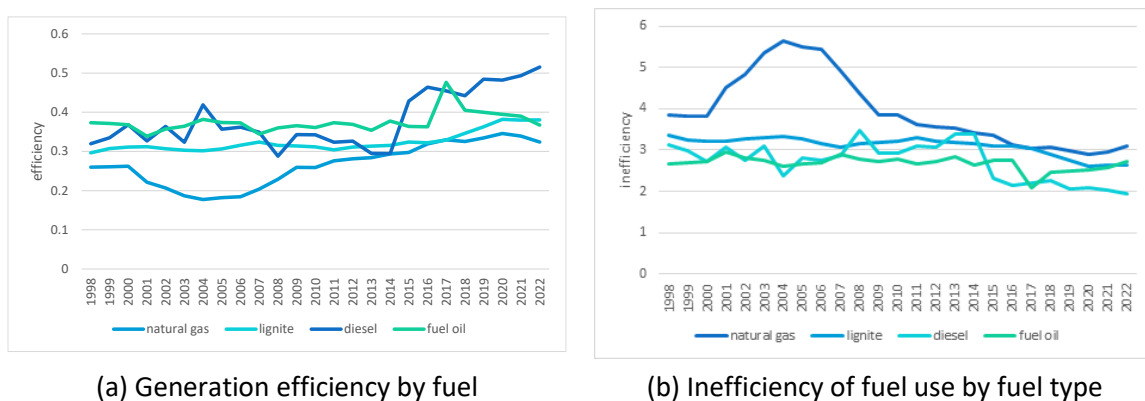 0.6
0.5
0.4
0.3
0.2
0.1
0
efficiency
1998 1999 2000 2001 2002 2003 2004 2005 2006 2007 2008 2009 2010 2011 2012 2013 2014 2015 2016 2017 2018 2019 2020 2021 2022
natural gas lignite diesel fuel oil
(a) Generation efficiency by fuel
6
5
4
3
2
1
0
inefficiency
1998 1999 2000 2001 2002 2003 2004 2005 2006 2007 2008 2009 2010 2011 2012 2013 2014 2015 2016 2017 2018 2019 2020 2021 2022
natural gas lignite diesel fuel oil
(b) Inefficiency of fuel use by fuel type